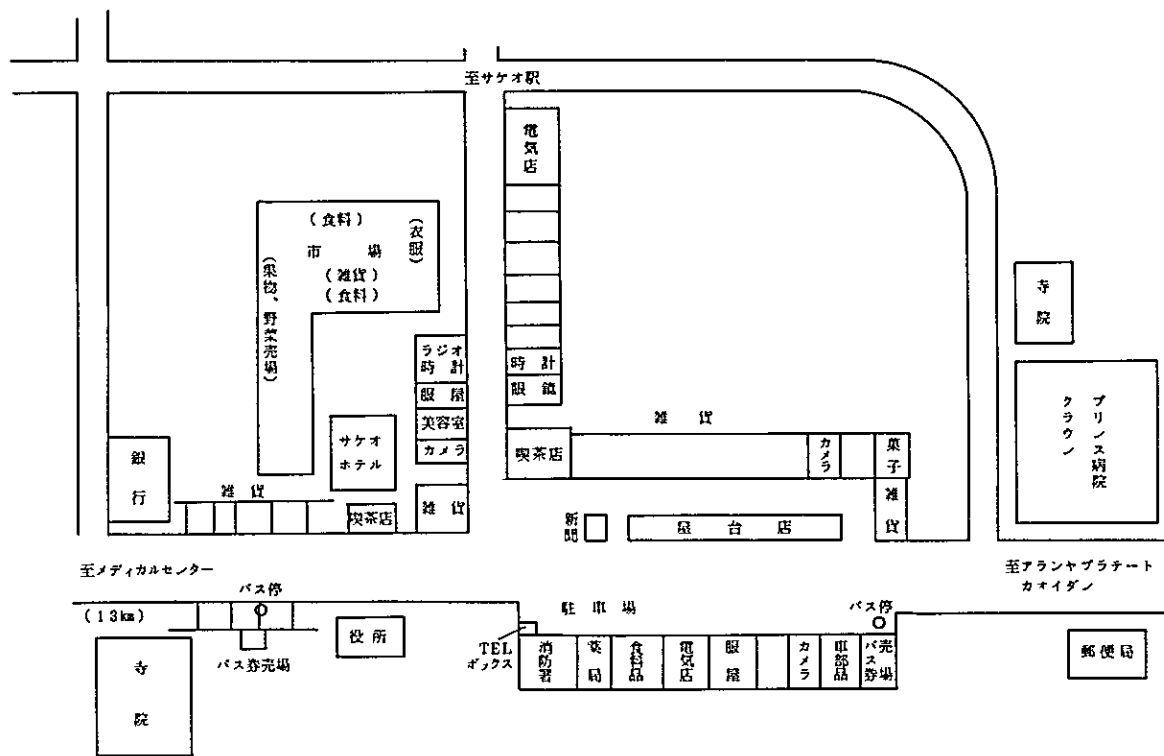 至サケオ駅
電気店
(食料)
(衣服)
市場
(雑貨)
(食料)
(果物、野菜売場)
寺院
ラジオ
時計
服屋
美容室
カメラ
時計
眼鏡
プリンス病院
クラウン
サケオ
ホテル
雑貨
喫茶店
カメラ
菓子
銀行
雑貨
喫茶店
雑貨
雑貨
新聞
屋台店
至メディカルセンター
至アランヤプラテート
カオイダン
バス停
(13km)
駐車場
バス停
役所
TEL
ボックス
バス券売場
消防署
薬局
食料品
電気店
服屋
カメラ
車部品
バス券売場
郵便局
寺院